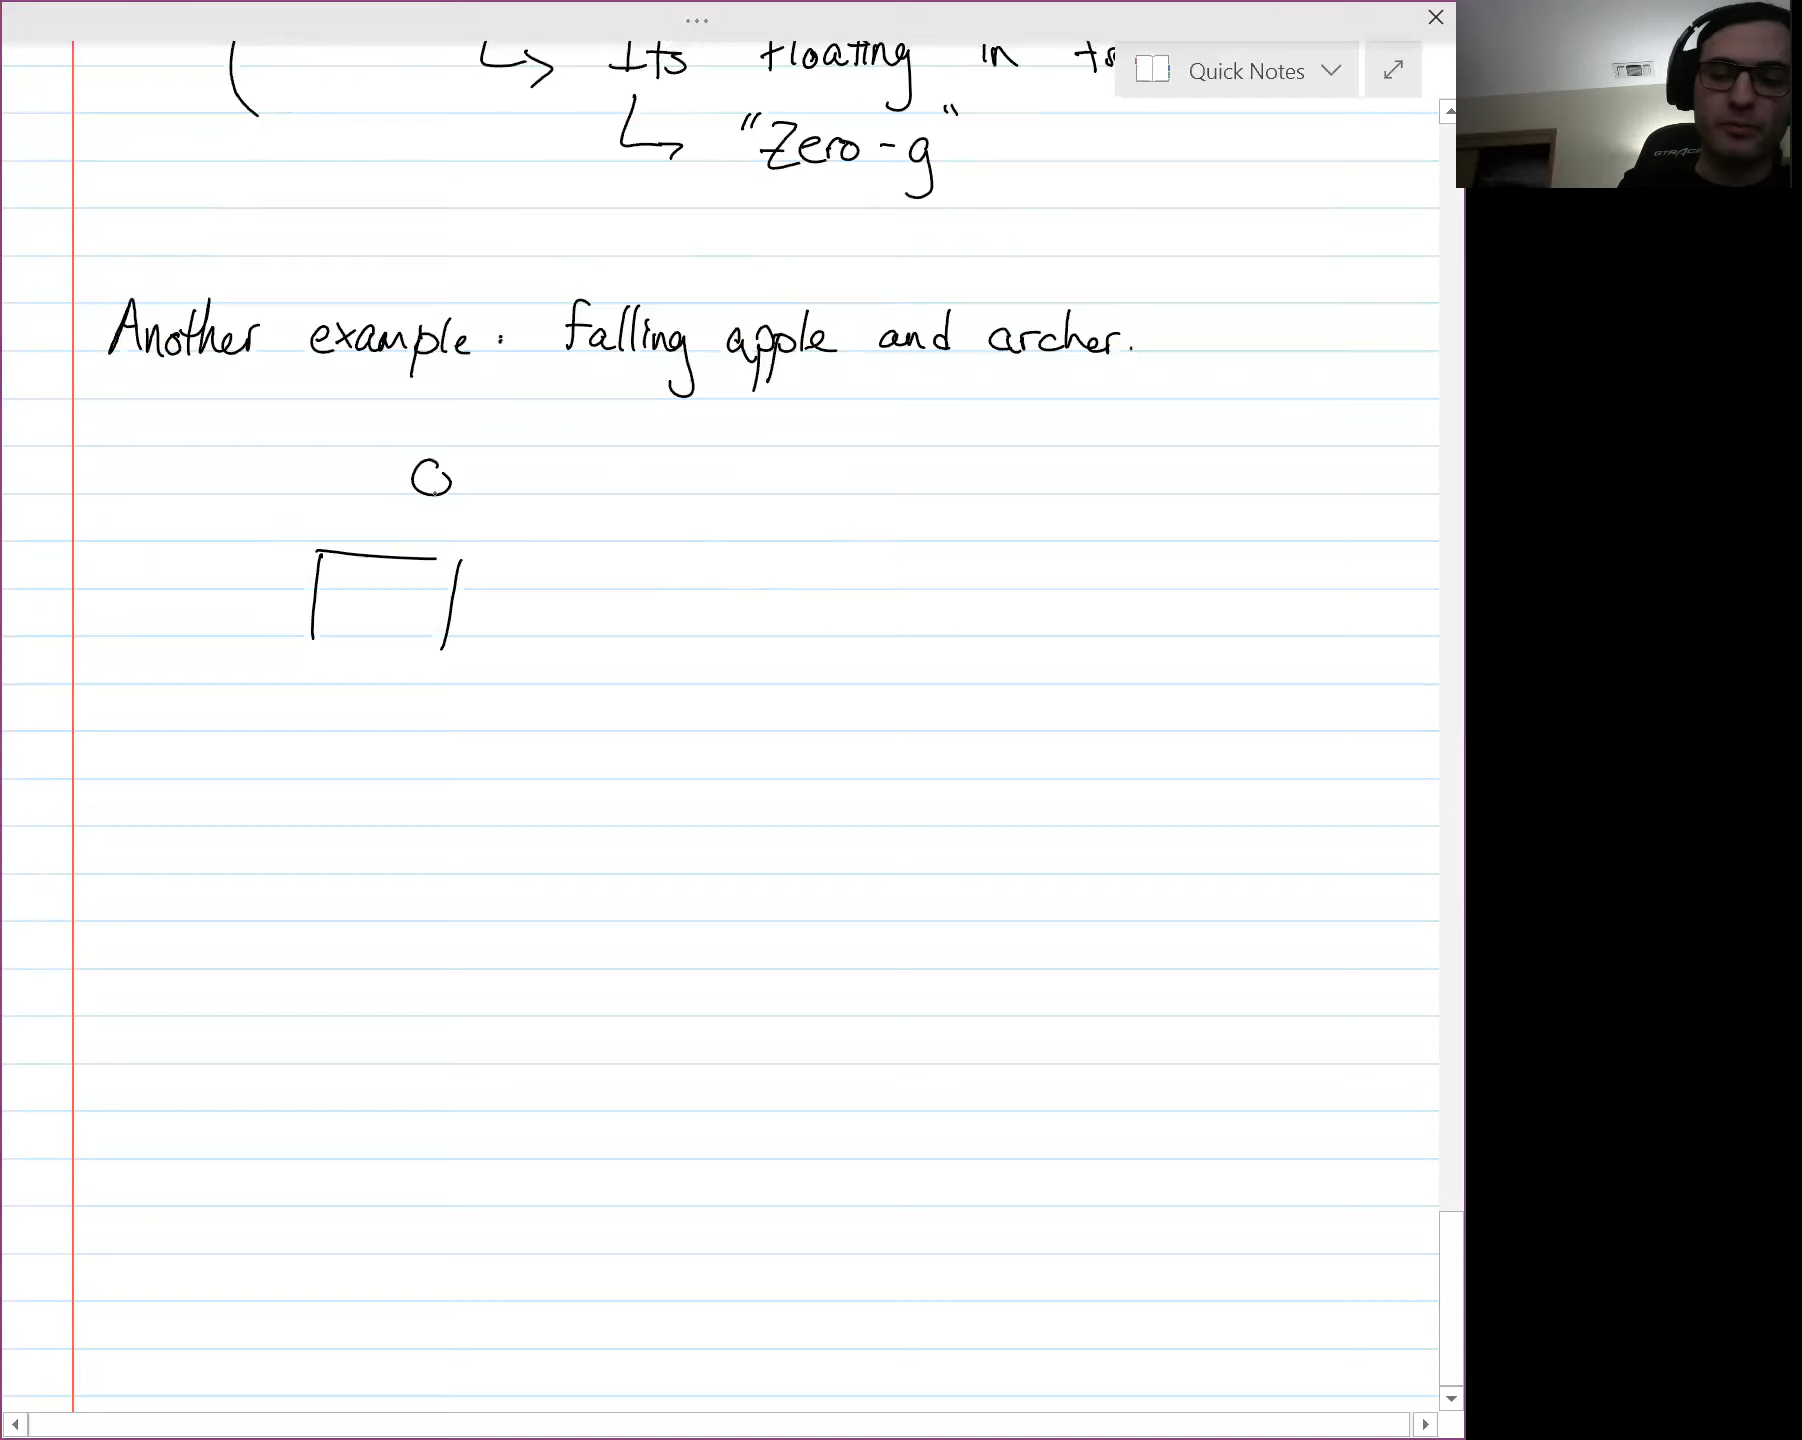 Its floating in
"Zero-g"
Quick Notes
Another example: falling apple and archer.